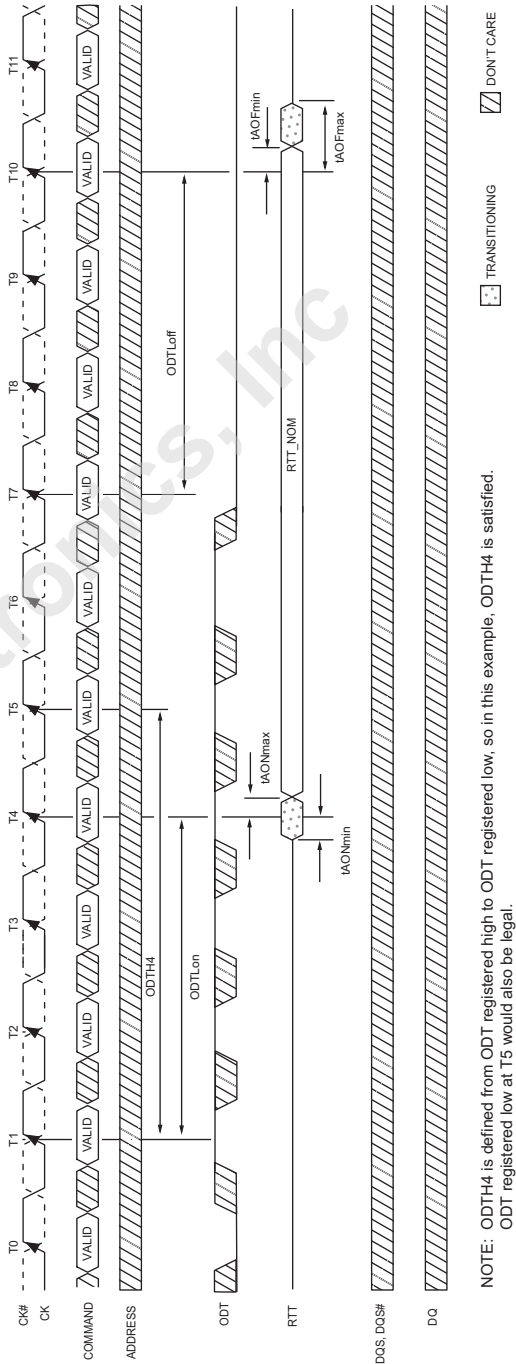 T0 T1 T2 T3 T4 T5 T6 T7 T8 T9 T10 T11
CK#
CK
COMMAND VALID VALID VALID VALID VALID VALID VALID VALID VALID VALID VALID VALID
ADDRESS
ODTH4
ODTLon
ODTLoff
ODT
tAONmax
tAOFmin
RTT RTT_NOM
tAONmin
tAOFmax
DQS, DQS#
DQ
TRANSITIONING DON'T CARE
NOTE: ODTH4 is defined from ODT registered high to ODT registered low, so in this example, ODTH4 is satisfied.
ODT registered low at T5 would also be legal.
tronics, Inc